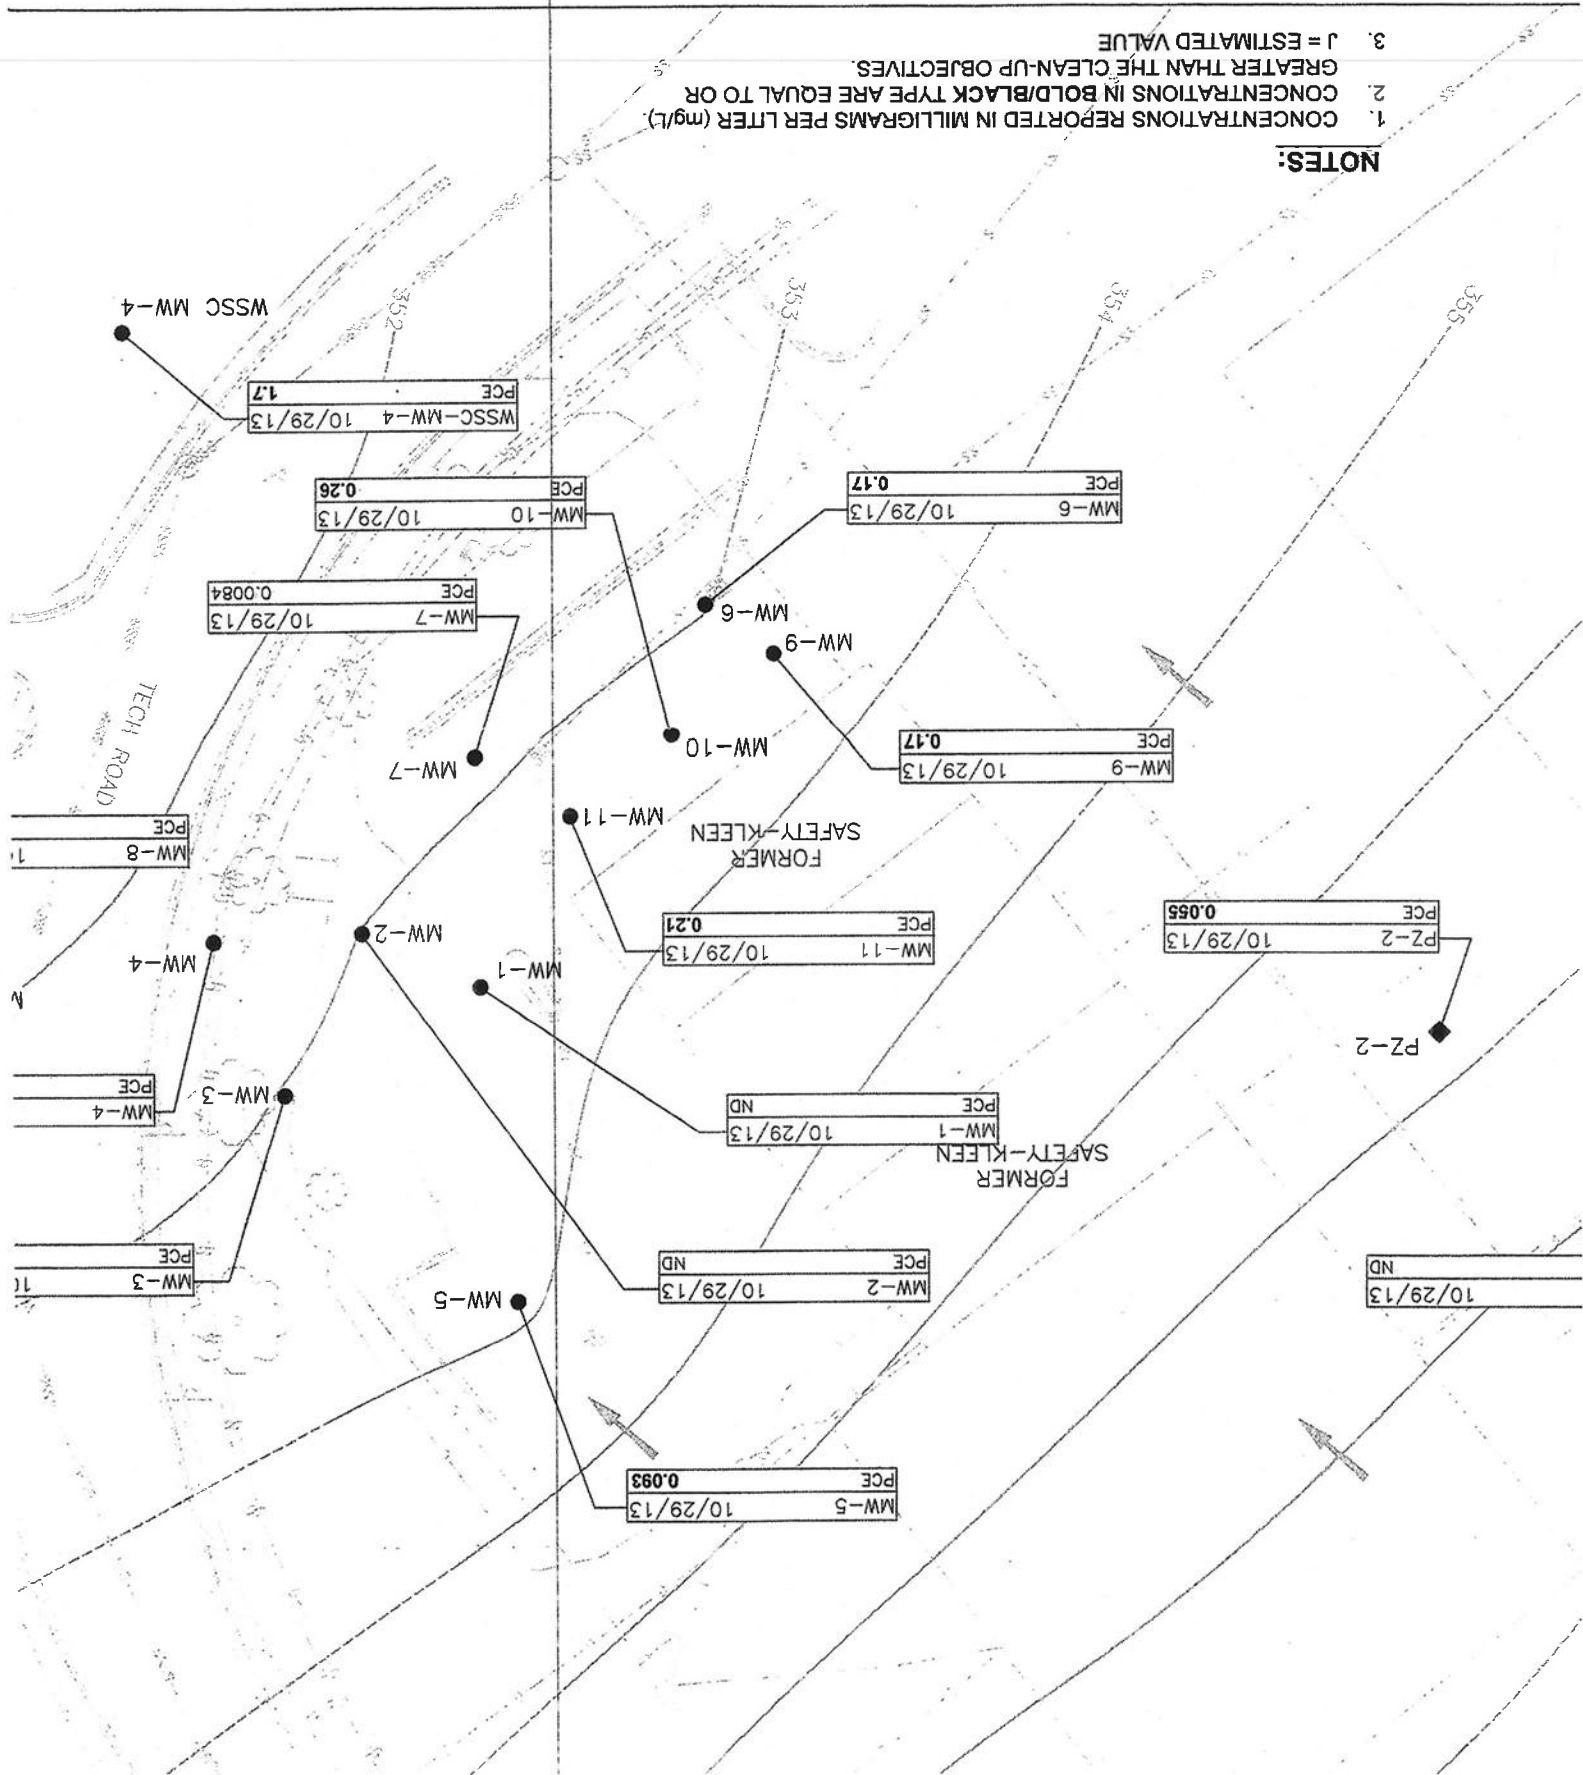 MW-5 10/29/13
PCE 0.093
10/29/13
ND
MW-5
MW-2 10/29/13
PCE ND
MW-3 10
PCE
FORMER
SAFETY-KLEEN
MW-1 10/29/13
PCE ND
MW-3
MW-4
PCE
PZ-2
PZ-2 10/29/13
PCE 0.055
MW-1
MW-4
MW-2
MW-11 10/29/13
PCE 0.21
FORMER
SAFETY-KLEEN
MW-8 1
PCE
MW-11
MW-9 10/29/13
PCE 0.17
MW-10
MW-7
TECH ROAD
MW-9
MW-6
MW-7 10/29/13
PCE 0.0084
MW-6 10/29/13
PCE 0.17
MW-10 10/29/13
PCE 0.26
WSSC-MW-4 10/29/13
PCE 1.7
WSSC MW-4
355
354
353
352
NOTES:
1. CONCENTRATIONS REPORTED IN MILLIGRAMS PER LITER (mg/L).
2. CONCENTRATIONS IN BOLD/BLACK TYPE ARE EQUAL TO OR
GREATER THAN THE CLEAN-UP OBJECTIVES.
3. J = ESTIMATED VALUE